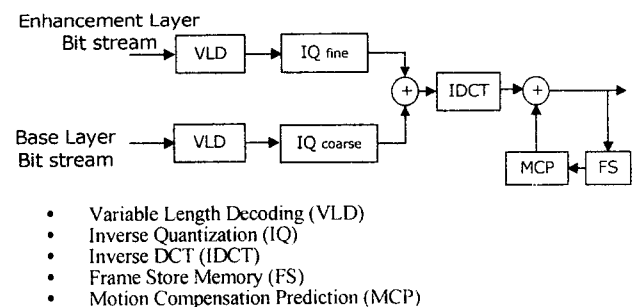 Enhancement Layer
Bit stream
VLD
IQ fine
+
IDCT
+
Base Layer
Bit stream
VLD
IQ coarse
MCP
FS
• Variable Length Decoding (VLD)
• Inverse Quantization (IQ)
• Inverse DCT (IDCT)
• Frame Store Memory (FS)
• Motion Compensation Prediction (MCP)